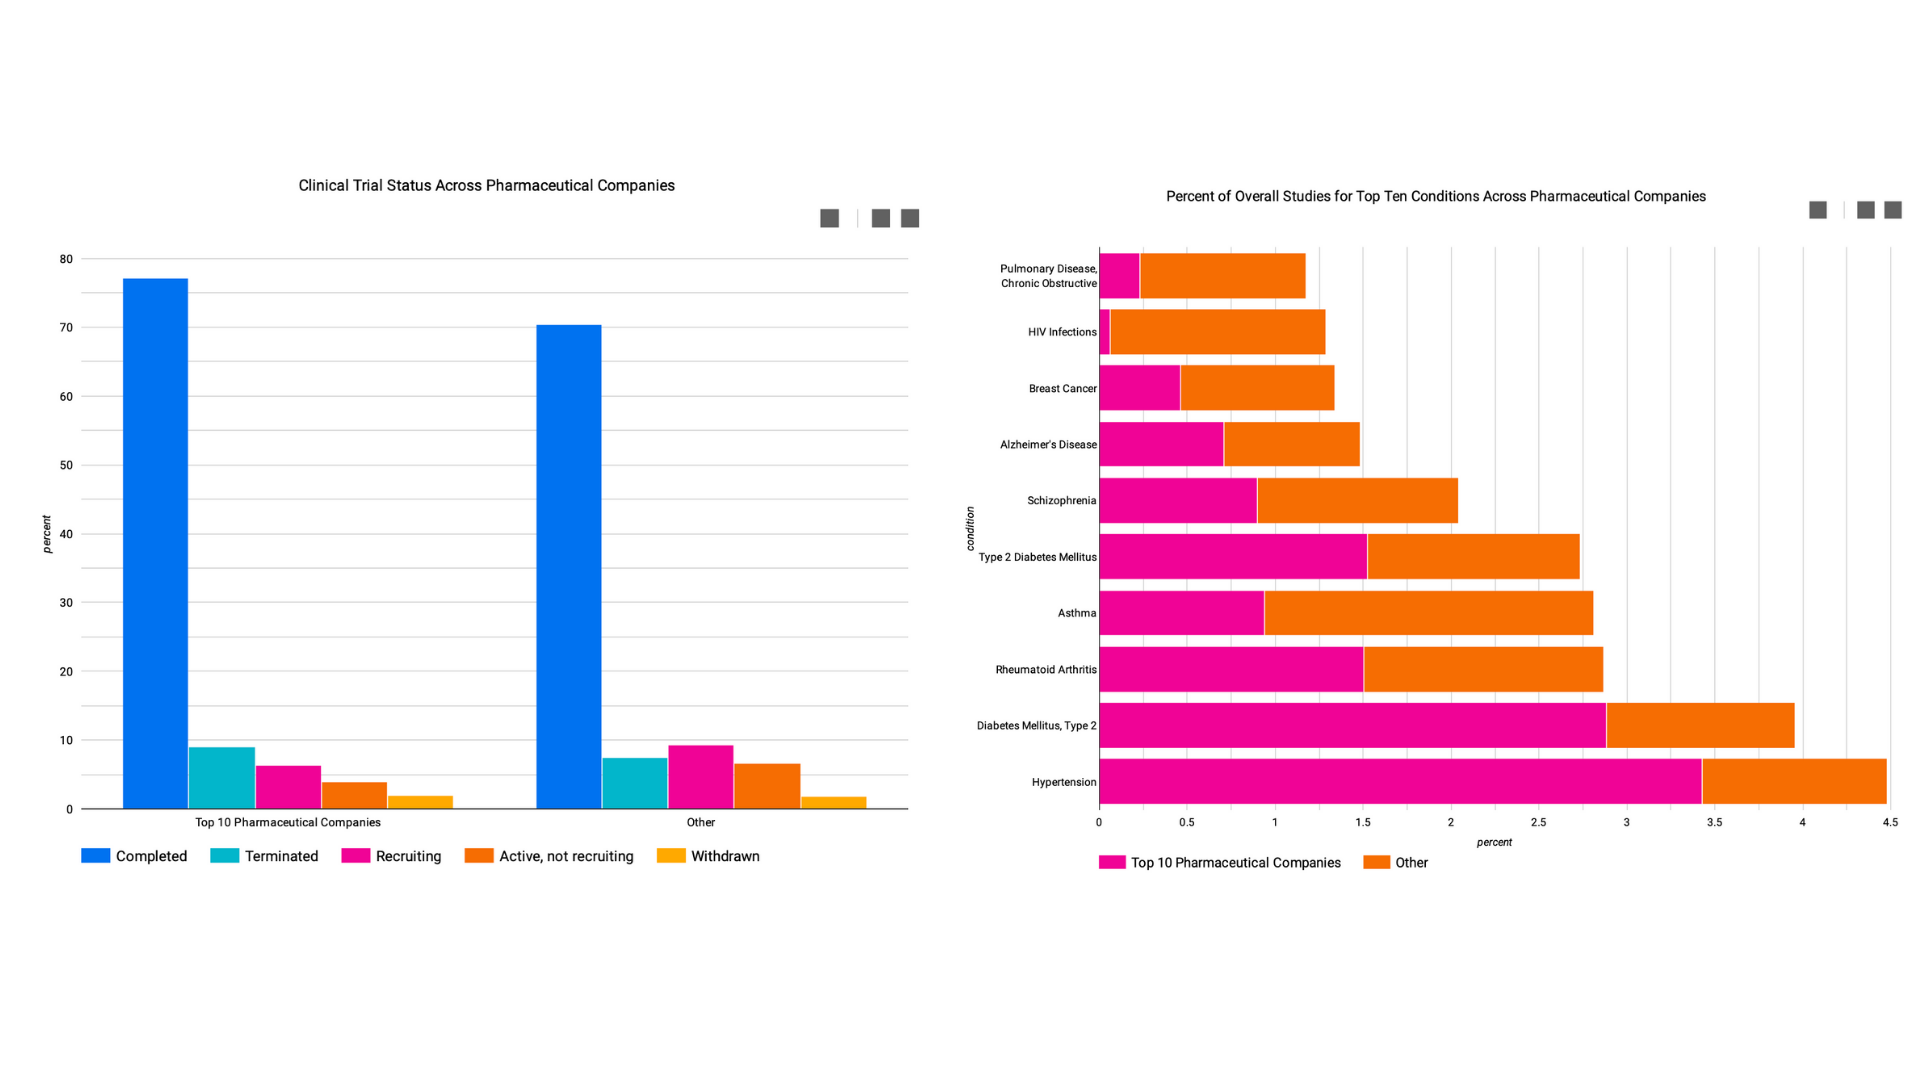 Clinical Trial Status Across Pharmaceutical Companies
80
70
60
50
40
30
20
10
0
percent
Top 10 Pharmaceutical Companies
Other
Completed
Terminated
Recruiting
Active, not recruiting
Withdrawn
Percent of Overall Studies for Top Ten Conditions Across Pharmaceutical Companies
condition
Pulmonary Disease,
Chronic Obstructive
HIV Infections
Breast Cancer
Alzheimer's Disease
Schizophrenia
Type 2 Diabetes Mellitus
Asthma
Rheumatoid Arthritis
Diabetes Mellitus, Type 2
Hypertension
0
0.5
1
1.5
2
2.5
3
3.5
4
4.5
percent
Top 10 Pharmaceutical Companies
Other